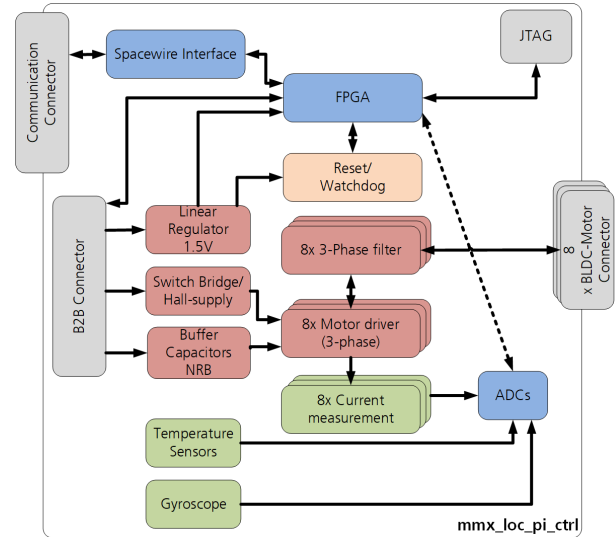 Communication
Connector
Spacewire Interface
JTAG
FPGA
Reset/
Watchdog
B2B Connector
Linear
Regulator
1.5V
8x 3-Phase filter
8
x BLDC-Motor
Connector
Switch Bridge/
Hall-supply
8x Motor driver
(3-phase)
Buffer
Capacitors
NRB
8x Current
measurement
ADCs
Temperature
Sensors
Gyroscope
mmx_loc_pi_ctrl